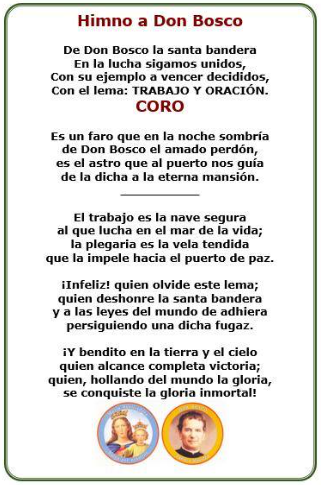 Himno a Don Bosco
De Don Bosco la santa bandera
En la lucha sigamos unidos,
Con su ejemplo a vencer decididos,
Con el lema: TRABAJO Y ORACIÓN.
CORO
Es un faro que en la noche sombría
de Don Bosco el amado perdón,
es el astro que al puerto nos guía
de la dicha a la eterna mansión.
El trabajo es la nave segura
al que lucha en el mar de la vida;
la plegaria es la vela tendida
que la impele hacia el puerto de paz.
¡Infeliz! quien olvide este lema;
quien deshonre la santa bandera
y a las leyes del mundo de adhiera
persiguiendo una dicha fugaz.
¡Y bendito en la tierra y el cielo
quien alcance completa victoria;
quien, hollando del mundo la gloria,
se conquiste la gloria inmortal!